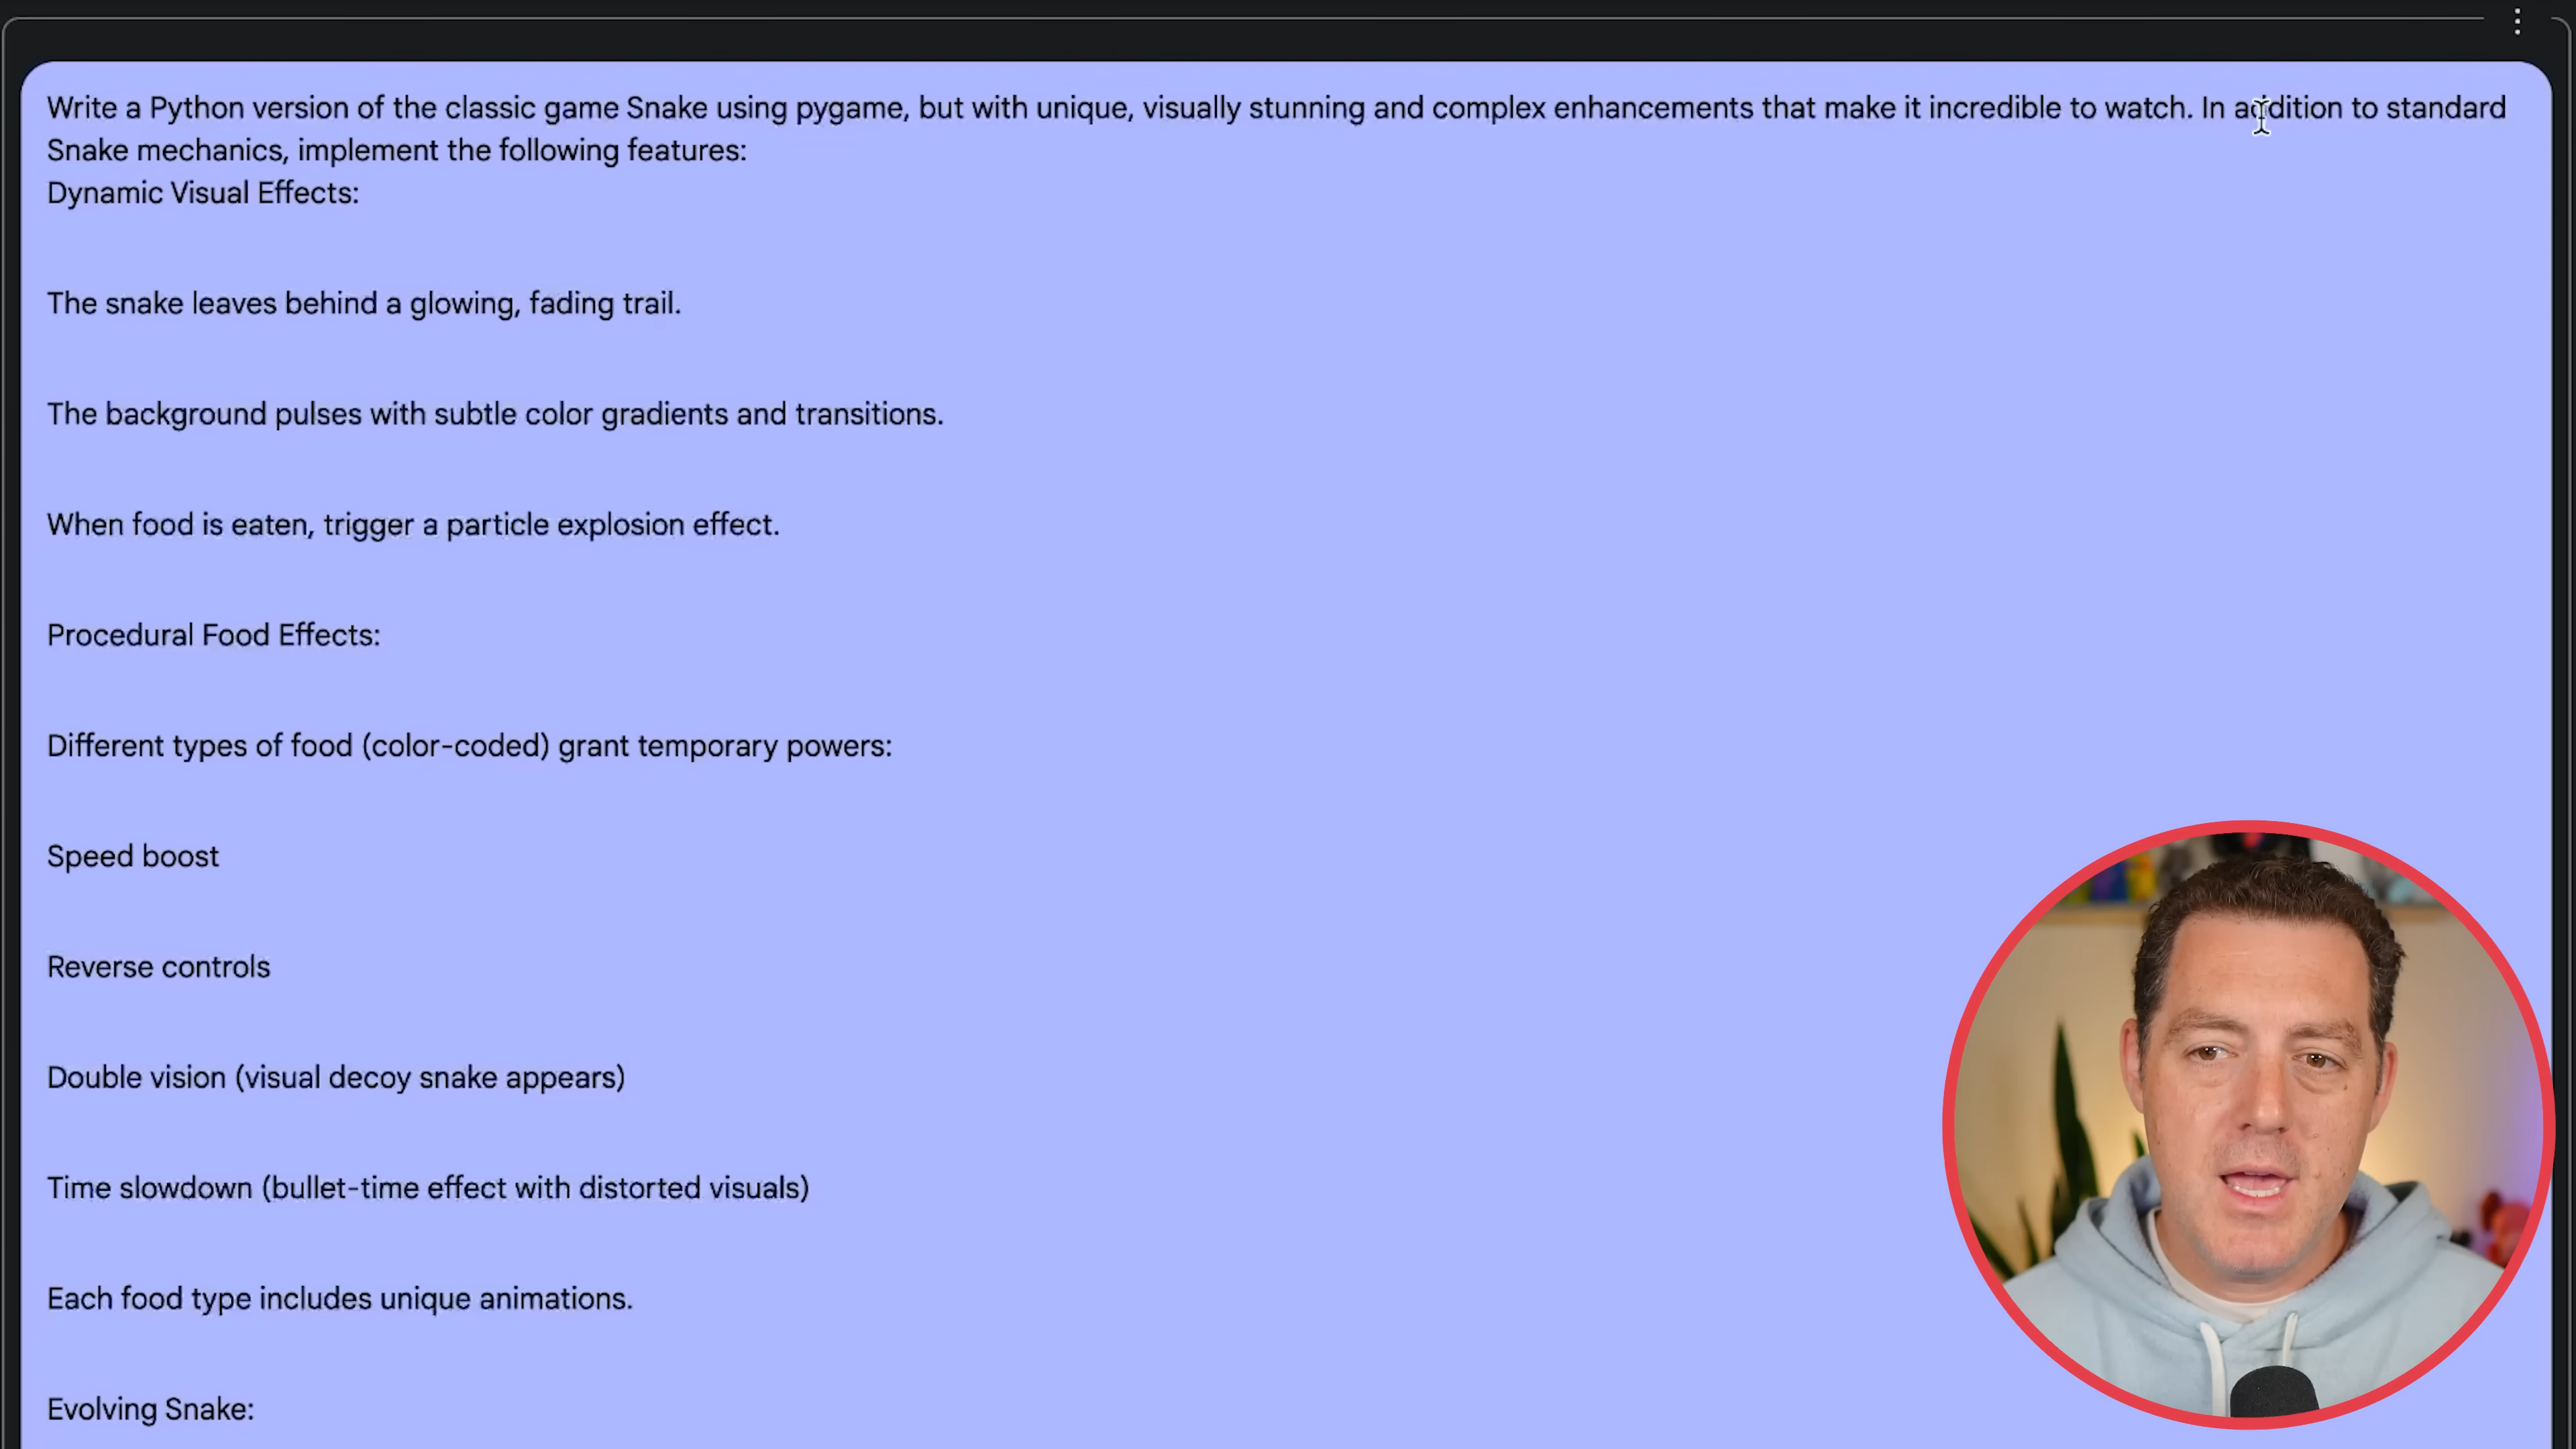 Write a Python version of the classic game Snake using pygame, but with unique, visually stunning and complex enhancements that make it incredible to watch. In addition to standard
Snake mechanics, implement the following features:
Dynamic Visual Effects:
The snake leaves behind a glowing, fading trail.
The background pulses with subtle color gradients and transitions.
When food is eaten, trigger a particle explosion effect.
Procedural Food Effects:
Different types of food (color-coded) grant temporary powers:
Speed boost
Reverse controls
Double vision (visual decoy snake appears)
Time slowdown (bullet-time effect with distorted visuals)
Each food type includes unique animations.
Evolving Snake: